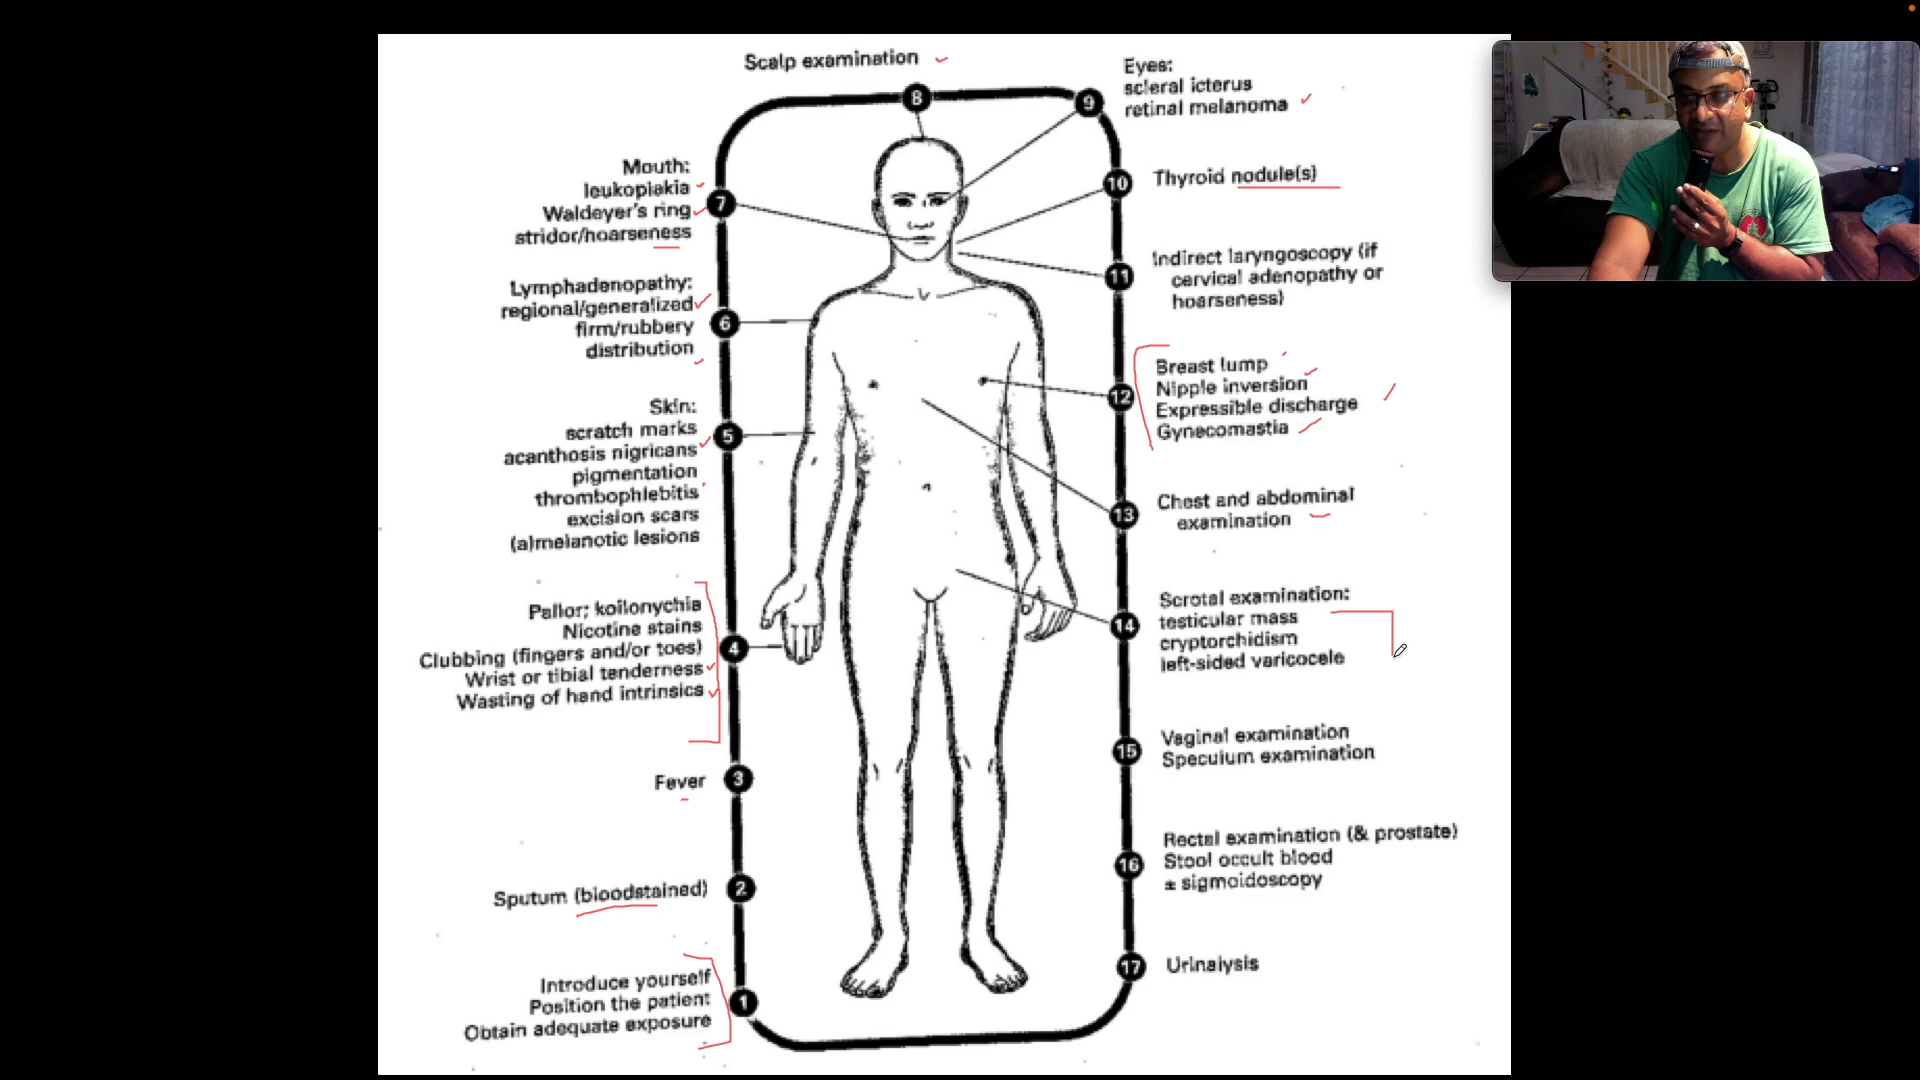 Scalp examination
8
Eyes:
scleral icterus
retinal melanoma
9
Mouth:
leukoplakia
Waldeyer's ring
stridor/hoarseness
7
Thyroid nodule(s)
10
Indirect laryngoscopy (if
cervical adenopathy or
hoarseness)
11
Lymphadenopathy:
regional/generalized
firm/rubbery
distribution
6
Breast lump
Nipple inversion
Expressible discharge
Gynecomastia
12
Skin:
scratch marks
acanthosis nigricans
pigmentation
thrombophlebitis
excision scars
(a)melanotic lesions
5
Chest and abdominal
examination
13
Pallor; koilonychia
Nicotine stains
Clubbing (fingers and/or toes)
Wrist or tibial tenderness
Wasting of hand intrinsics
4
Scrotal examination:
testicular mass
cryptorchidism
left-sided varicocele
14
Fever
3
Vaginal examination
Speculum examination
15
Sputum (bloodstained)
2
Rectal examination (& prostate)
Stool occult blood
± sigmoidoscopy
16
Introduce yourself
Position the patient
Obtain adequate exposure
1
Urinalysis
17